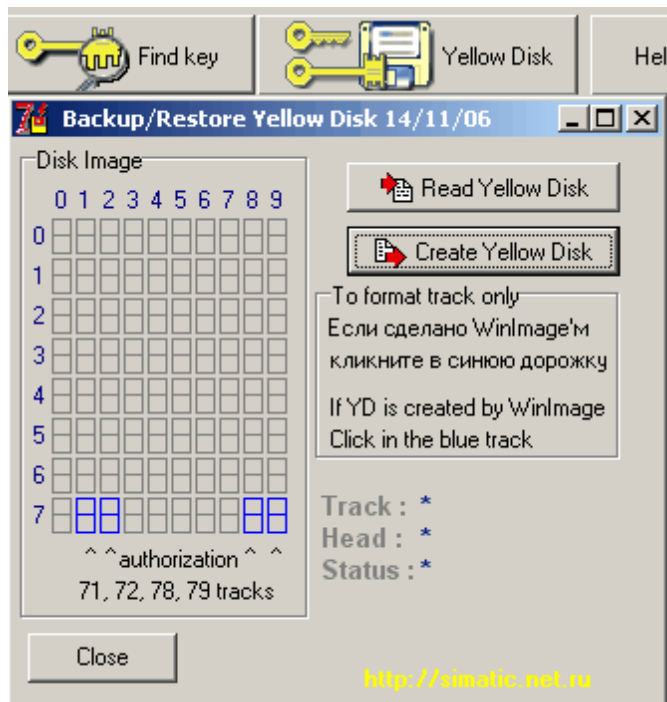 Find key
Yellow Disk
Hel
Backup/Restore Yellow Disk 14/11/06
Disk Image
0 1 2 3 4 5 6 7 8 9
0
1
2
3
4
5
6
7
^ ^authorization ^ ^
71, 72, 78, 79 tracks
Read Yellow Disk
Create Yellow Disk
To format track only
Если сделано WinImage'м
кликните в синюю дорожку
If YD is created by WinImage
Click in the blue track
Track : *
Head : *
Status : *
Close
http://simatic.net.ru